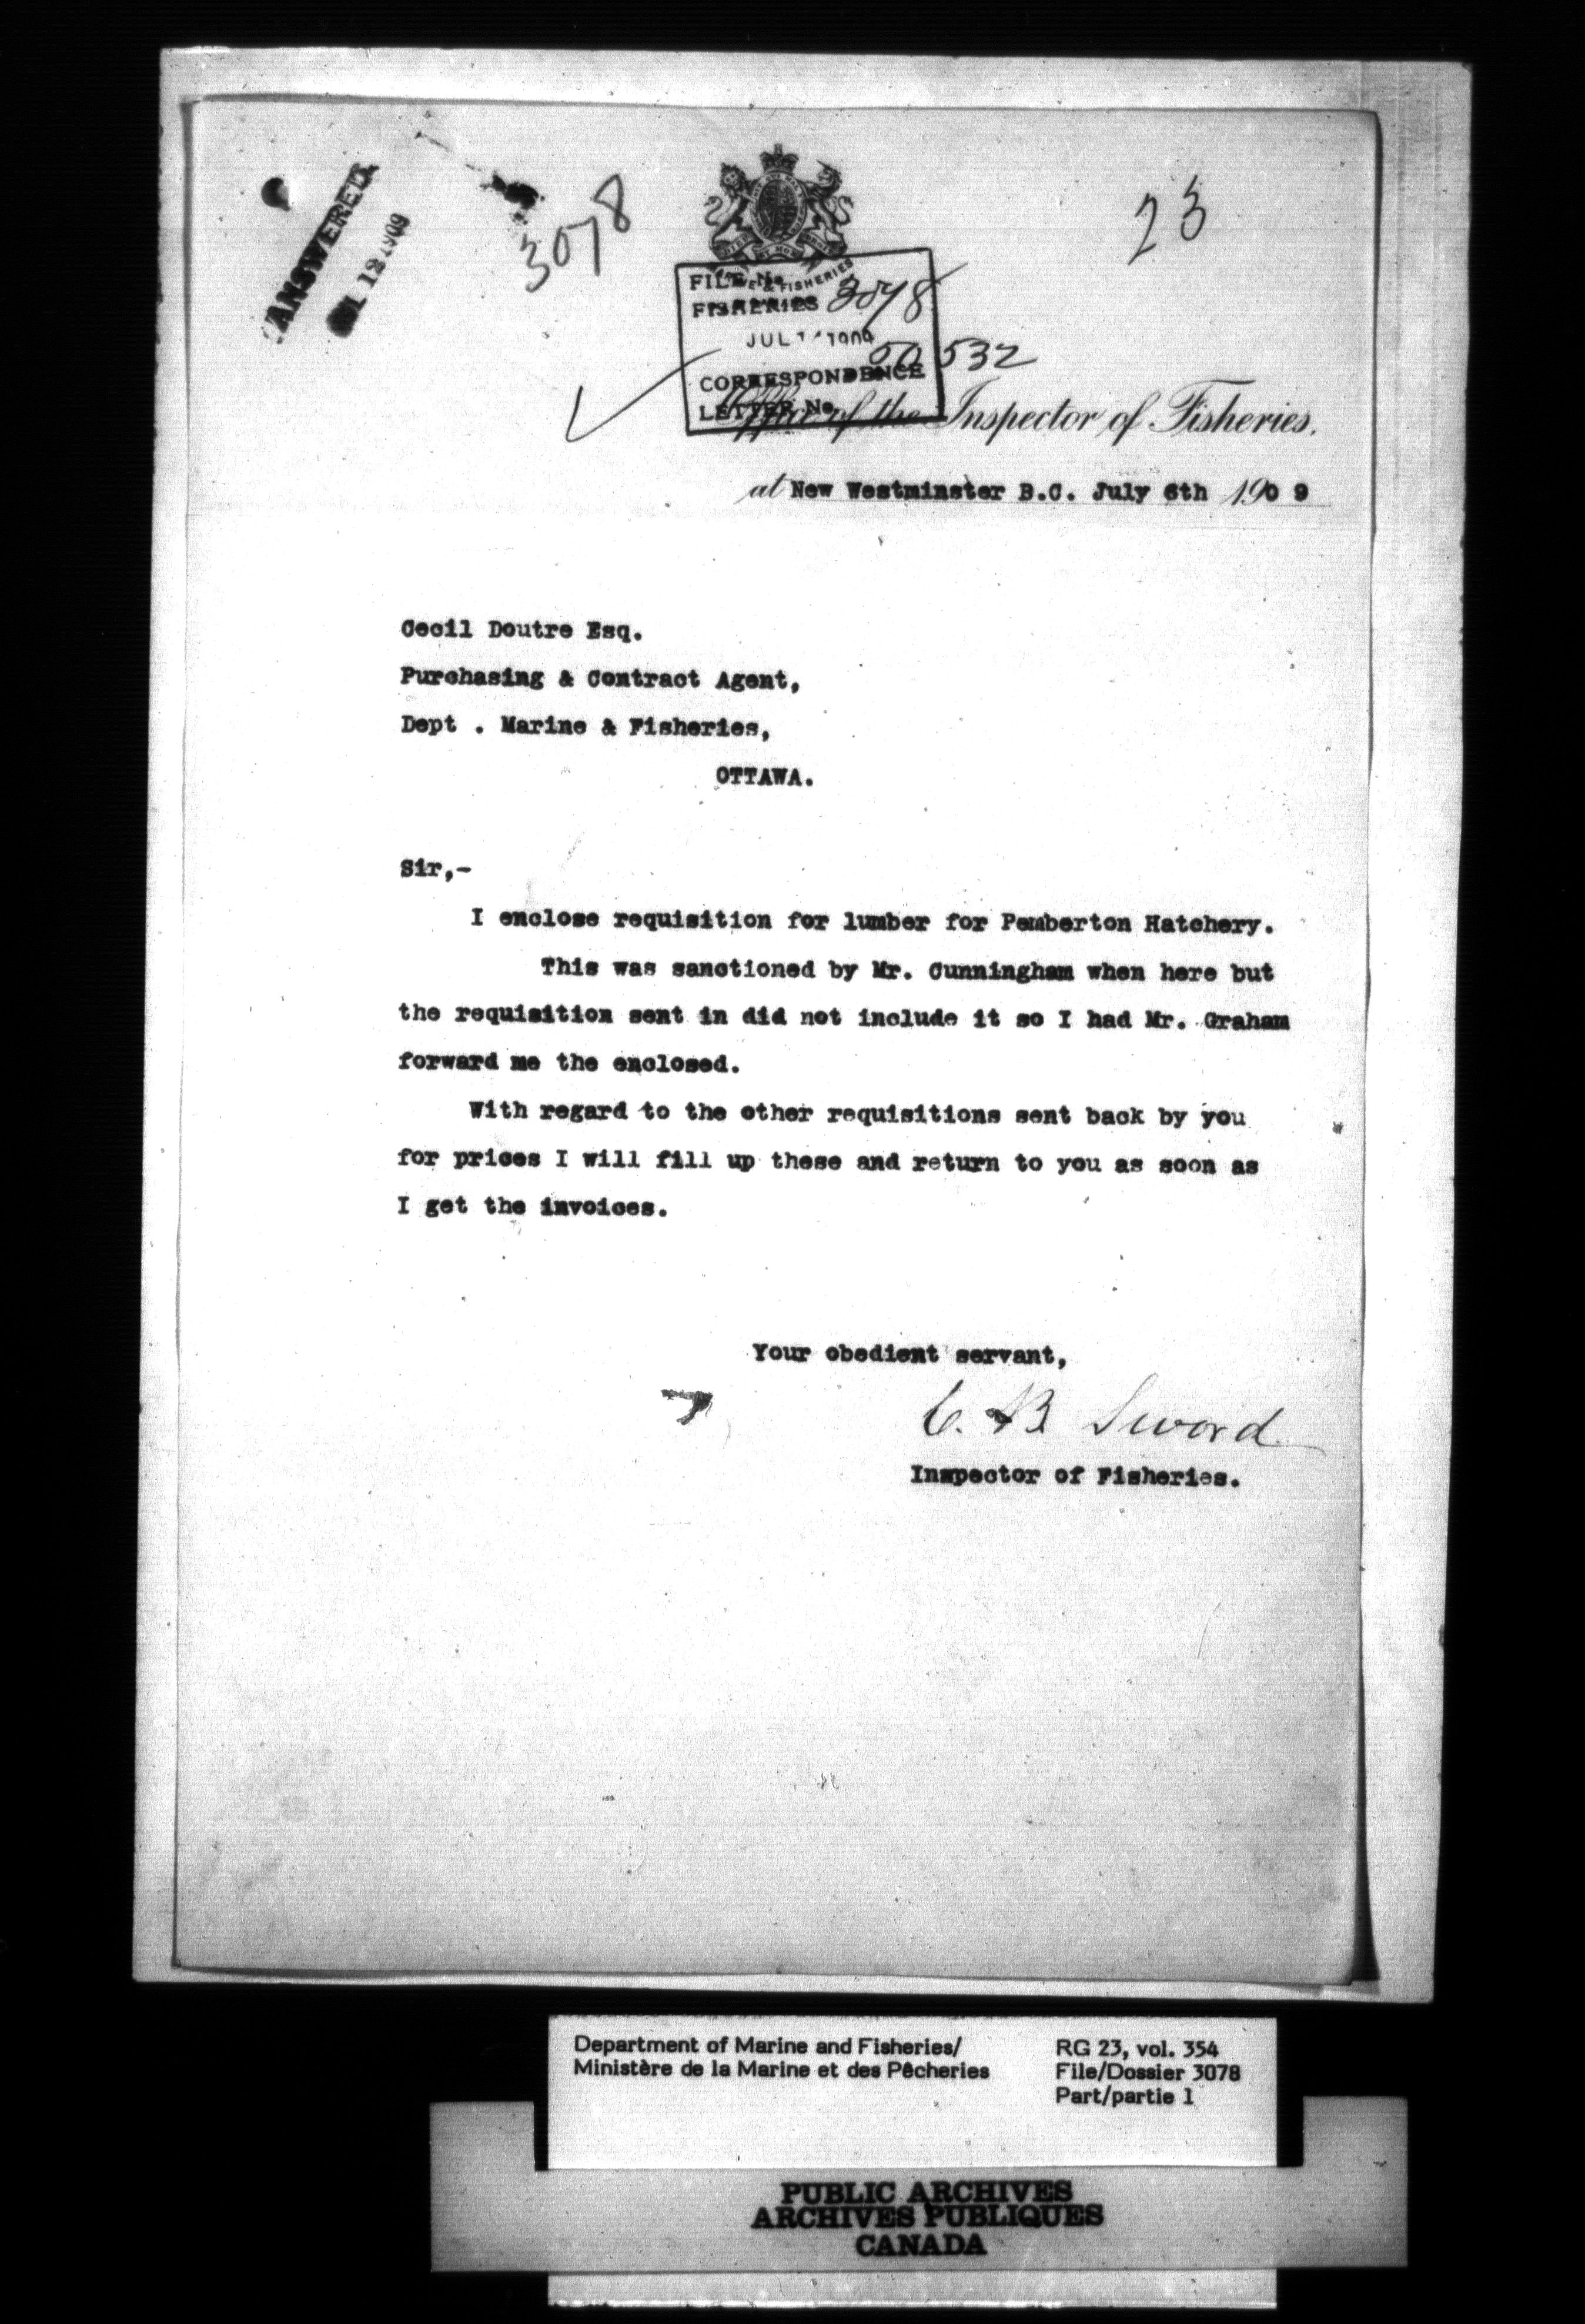 ANSWERED
12 1909
3078
23
FILE No.
& FISHERIES
FISHERIES 3078
JUL 1909
50532
CORRESPONDENCE
LETTER No.
Office of the Inspector of Fisheries.
at New Westminster B.C. July 6th 1909
Cecil Doutre Esq.
Purchasing & Contract Agent,
Dept . Marine & Fisheries,
OTTAWA.
Sir,-
I enclose requisition for lumber for Pemberton Hatchery.
This was sanctioned by Mr. Cunningham when here but
the requisition sent in did not include it so I had Mr. Graham
forward me the enclosed.
With regard to the other requisitions sent back by you
for prices I will fill up these and return to you as soon as
I get the invoices.
Your obedient servant,
C. B Sword
Inspector of Fisheries.
Department of Marine and Fisheries/ RG 23, vol. 354
Ministère de la Marine et des Pêcheries File/Dossier 3078
Part/partie 1
PUBLIC ARCHIVES
ARCHIVES PUBLIQUES
CANADA